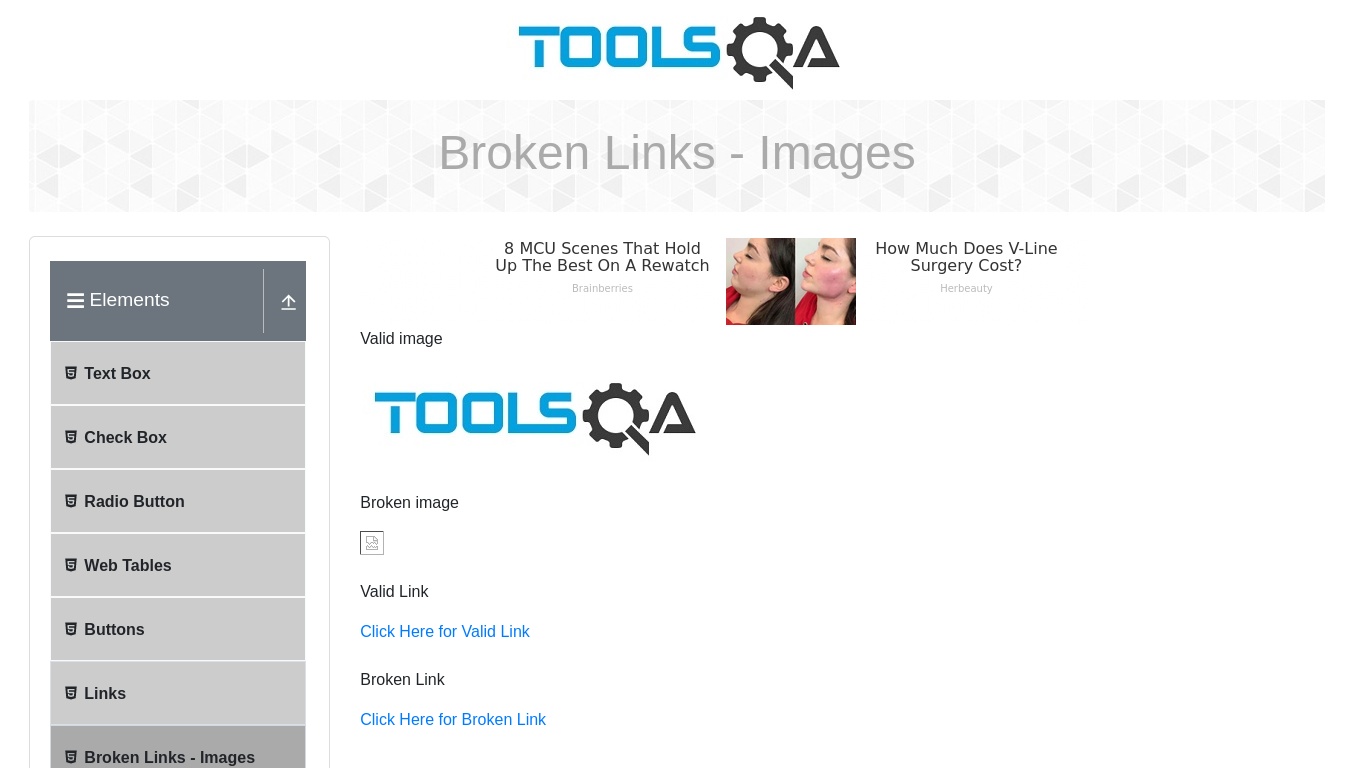 TOOLSQA
Broken Links - Images
Elements
Text Box
Check Box
Radio Button
Web Tables
Buttons
Links
Broken Links - Images
8 MCU Scenes That Hold
Up The Best On A Rewatch
Brainberries
How Much Does V-Line
Surgery Cost?
Herbeauty
Valid image
TOOLSQA
Broken image
Valid Link
Click Here for Valid Link
Broken Link
Click Here for Broken Link